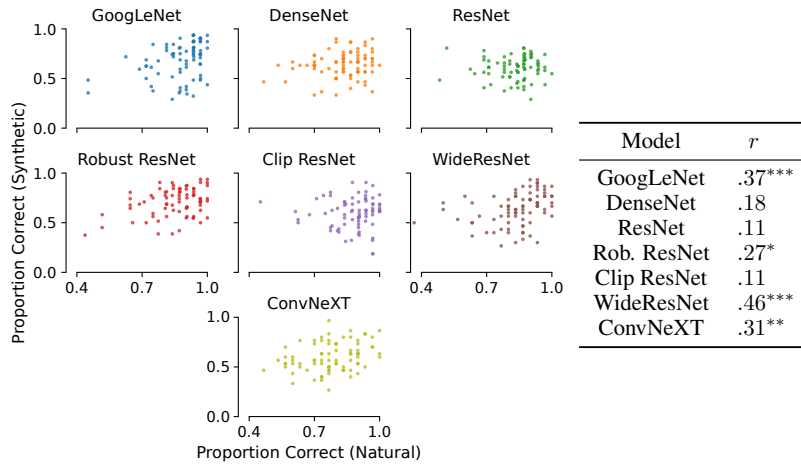 GoogLeNet DenseNet ResNet
1.0
0.5
0.0
Robust ResNet Clip ResNet WideResNet
1.0
0.5
0.0
0.4 0.7 1.0
0.4 0.7 1.0
ConvNeXT
1.0
0.5
0.0
0.4 0.7 1.0
Proportion Correct (Natural)
Proportion Correct (Synthetic)
Model r
GoogLeNet .37***
DenseNet .18
ResNet .11
Rob. ResNet .27*
Clip ResNet .11
WideResNet .46***
ConvNeXT .31**